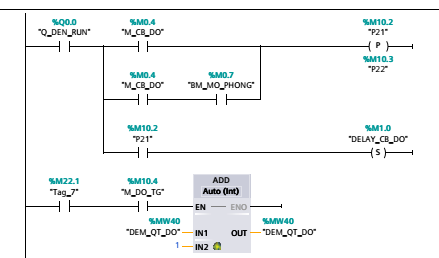 %Q0.0 %M0.4 %M10.2
"Q_DEN_RUN" "M_CB_DO" "P21"
P
%M10.3
"P22"
%M0.4 %M0.7
"M_CB_DO" "BM_MO_PHONG"
%M10.2 %M1.0
"P21" "DELAY_CB_DO"
S
%M22.1 %M10.4 ADD
"Tag_7" "M_DO_TG" Auto (Int)
EN ENO
%MW40 %MW40
"DEM_QT_DO" IN1 OUT "DEM_QT_DO"
1 IN2